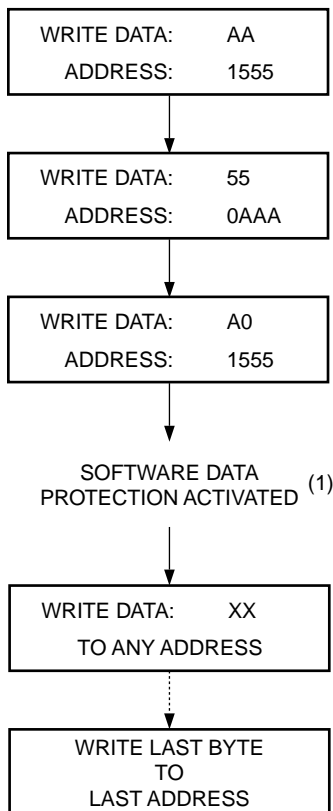 WRITE DATA: AA
ADDRESS: 1555
WRITE DATA: 55
ADDRESS: 0AAA
WRITE DATA: A0
ADDRESS: 1555
SOFTWARE DATA
PROTECTION ACTIVATED (1)
WRITE DATA: XX
TO ANY ADDRESS
WRITE LAST BYTE
TO
LAST ADDRESS